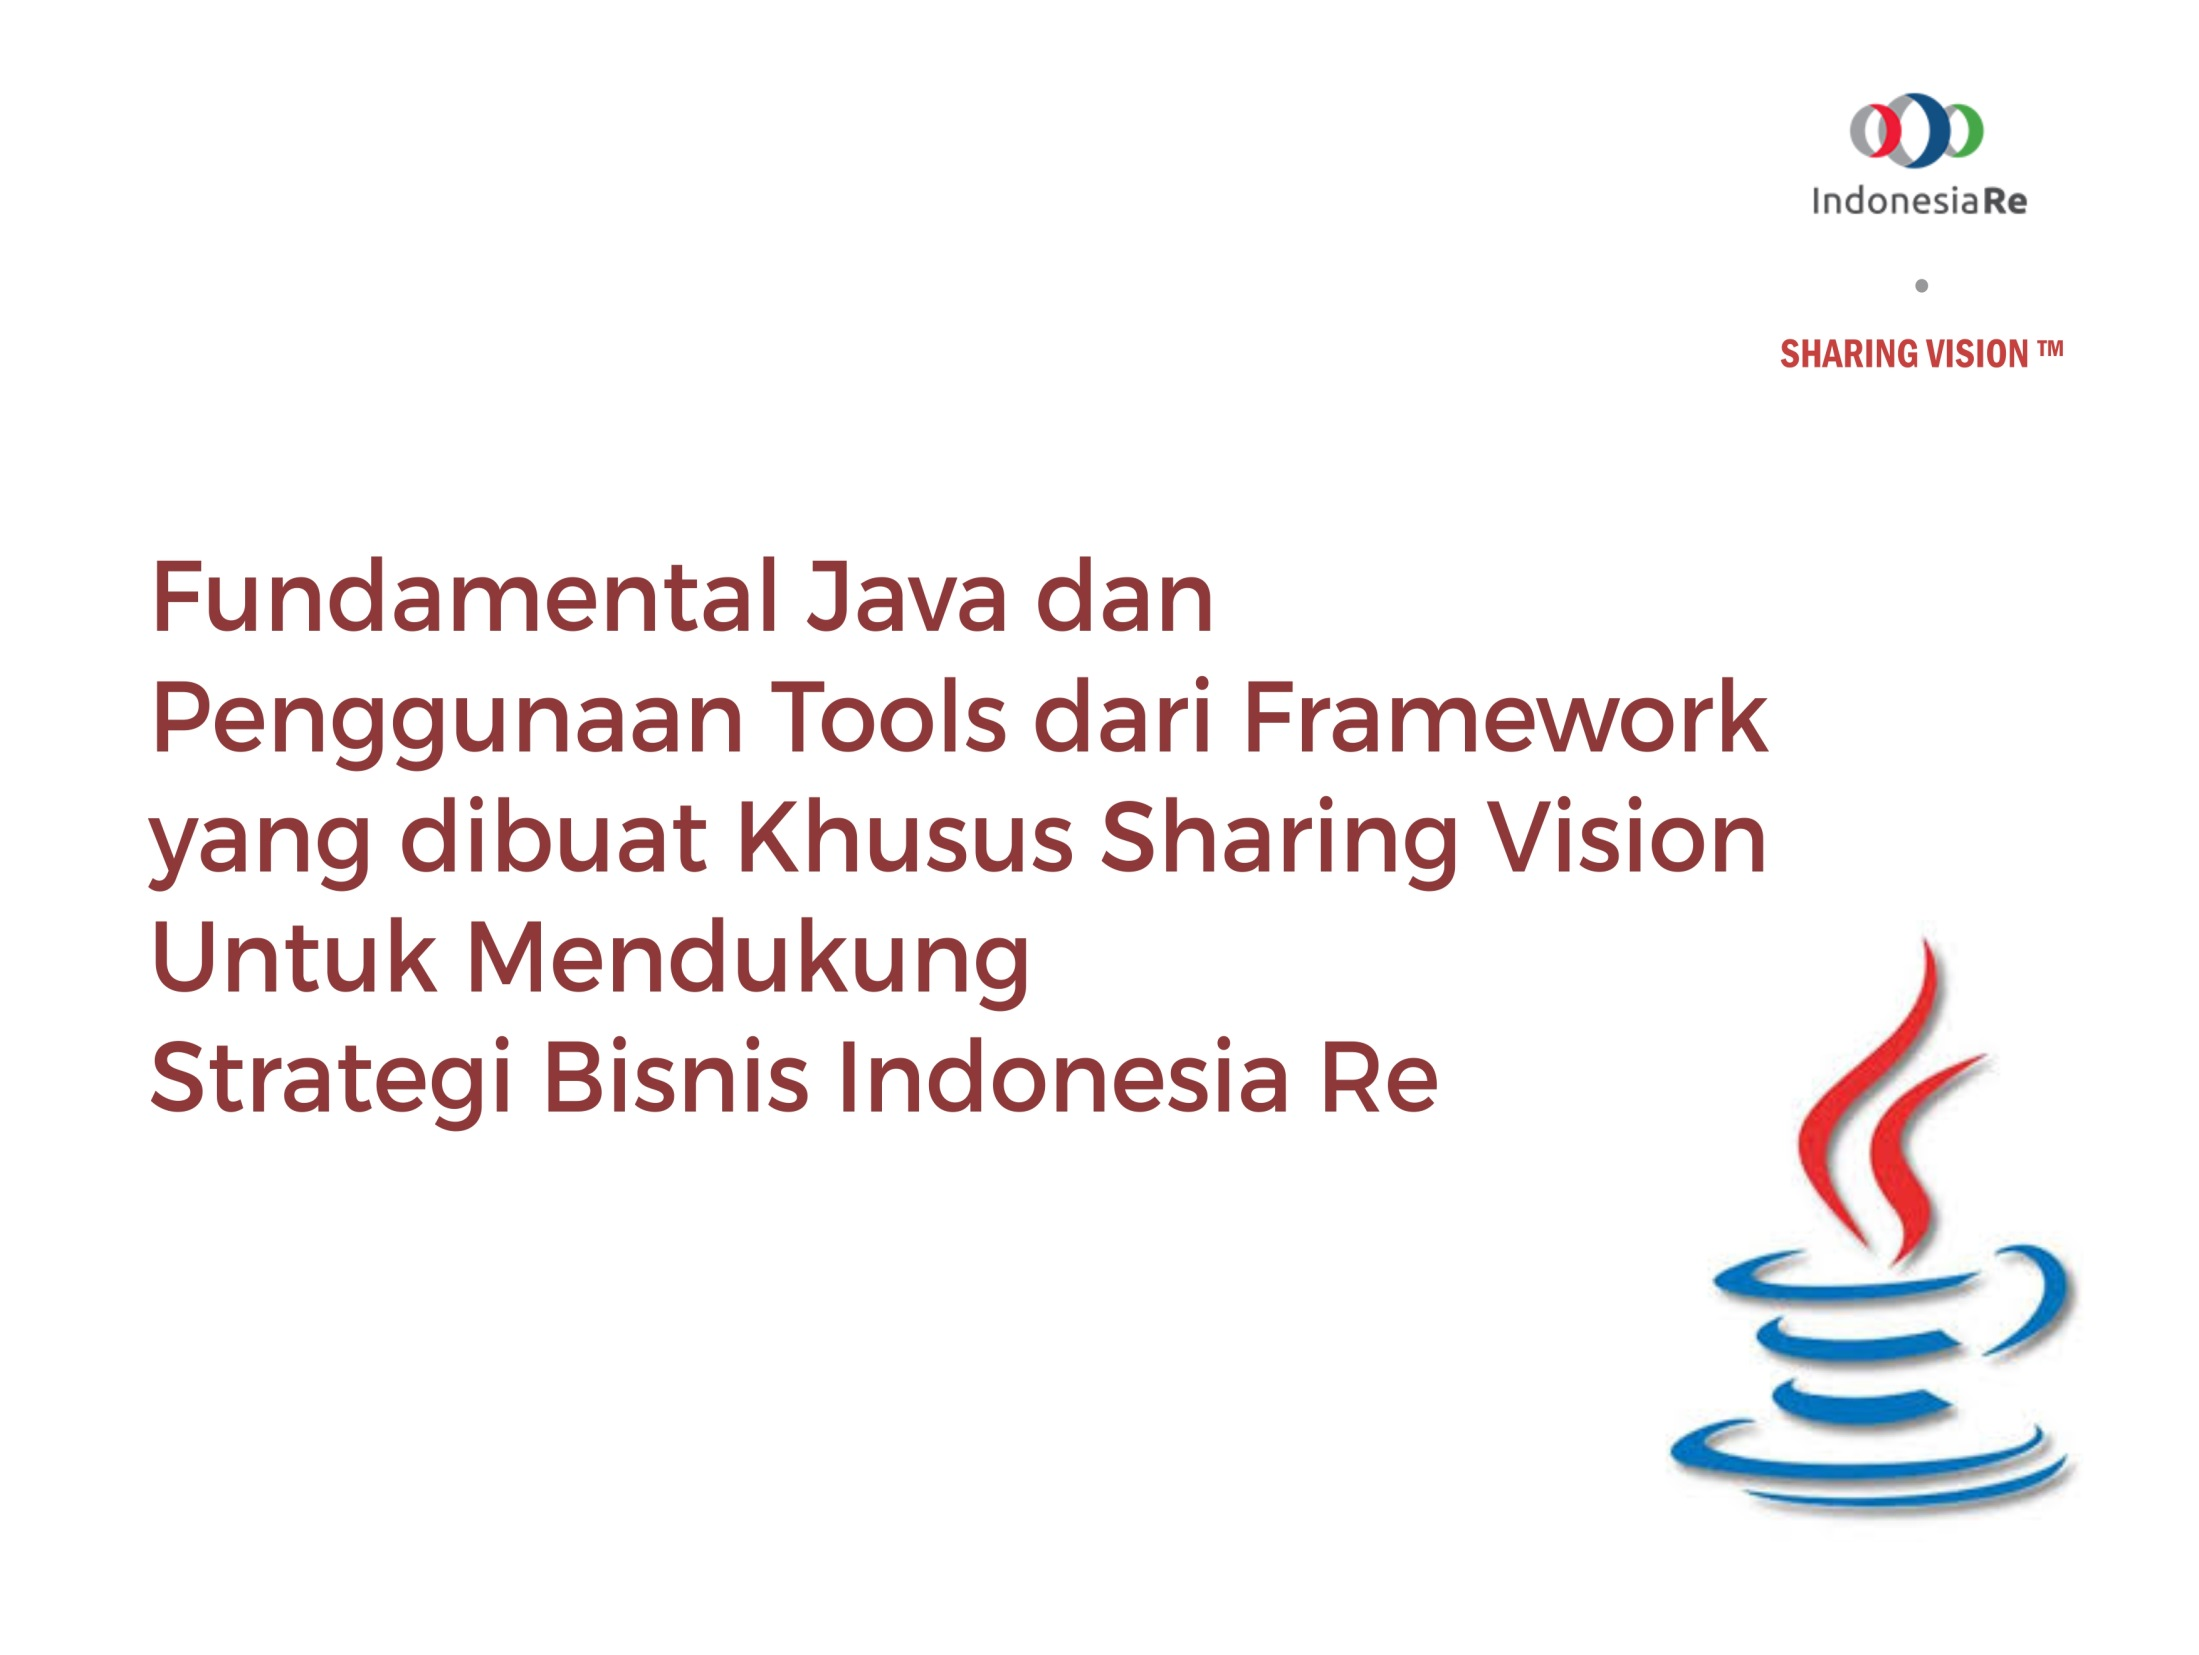 IndonesiaRe
SHARING VISION ™
Fundamental Java dan
Penggunaan Tools dari Framework
yang dibuat Khusus Sharing Vision
Untuk Mendukung
Strategi Bisnis Indonesia Re